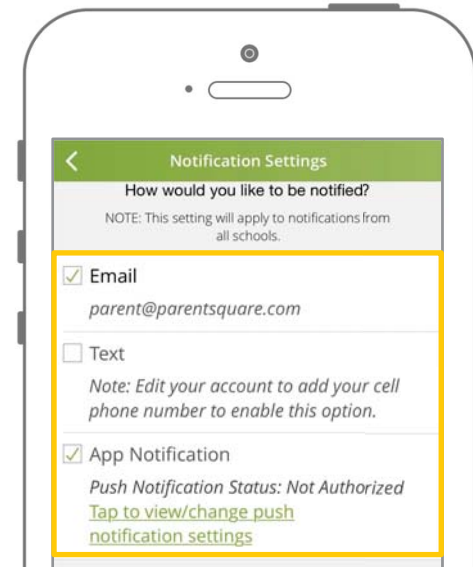 Notification Settings
How would you like to be notified?
NOTE: This setting will apply to notifications from
all schools.
Email
parent@parentsquare.com
Text
Note: Edit your account to add your cell
phone number to enable this option.
App Notification
Push Notification Status: Not Authorized
Tap to view/change push
notification settings